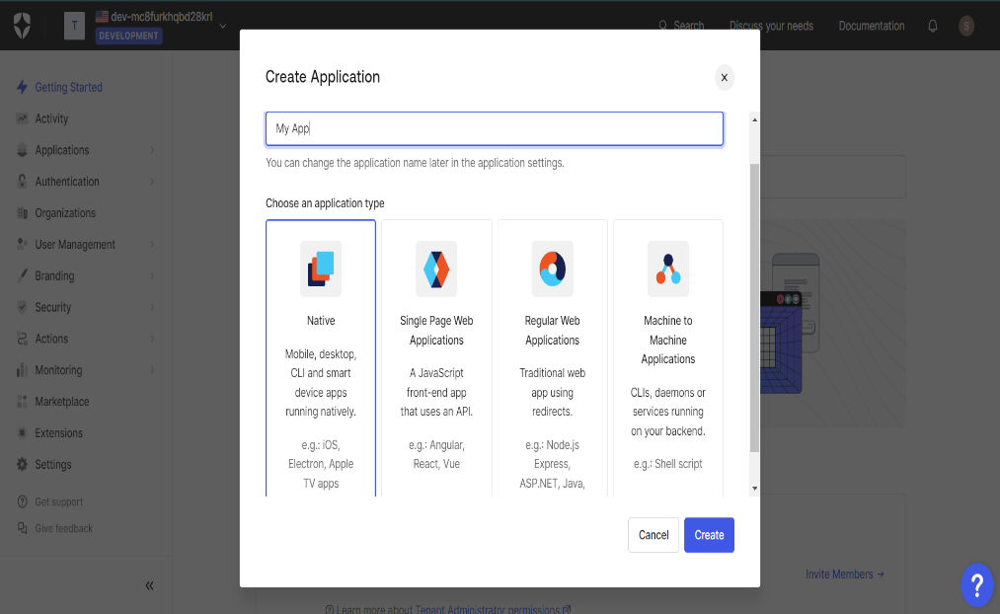 T
dev-mc8furkhqbd28krl
DEVELOPMENT
Search
Discuss your needs
Documentation
S
Getting Started
Activity
Applications
Authentication
Organizations
User Management
Branding
Security
Actions
Monitoring
Marketplace
Extensions
Settings
Get support
Give feedback
«
Create Application
x
My App
You can change the application name later in the application settings.
Choose an application type
Native
Mobile, desktop,
CLI and smart
device apps
running natively.
e.g.: iOS,
Electron, Apple
TV apps
Single Page Web
Applications
A JavaScript
front-end app
that uses an API.
e.g.: Angular,
React, Vue
Regular Web
Applications
Traditional web
app using
redirects.
e.g.: Node.js
Express,
ASP.NET, Java,
Machine to
Machine
Applications
CLIs, daemons or
services running
on your backend.
e.g.: Shell script
Cancel
Create
Invite Members →
Learn more about Tenant Administrator permissions
?